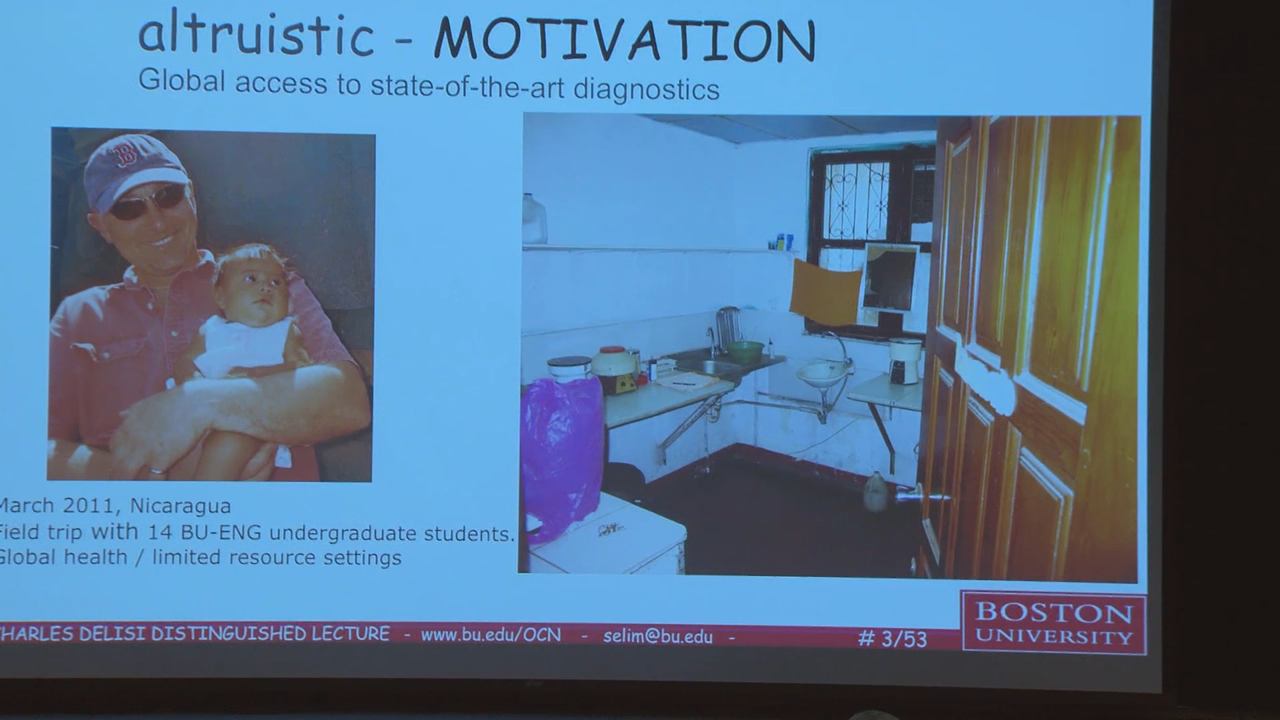 altruistic - MOTIVATION
Global access to state-of-the-art diagnostics
B
March 2011, Nicaragua
Field trip with 14 BU-ENG undergraduate students.
Global health / limited resource settings
HARLES DELISI DISTINGUISHED LECTURE - www.bu.edu/OCN - selim@bu.edu - # 3/53
BOSTON
UNIVERSITY